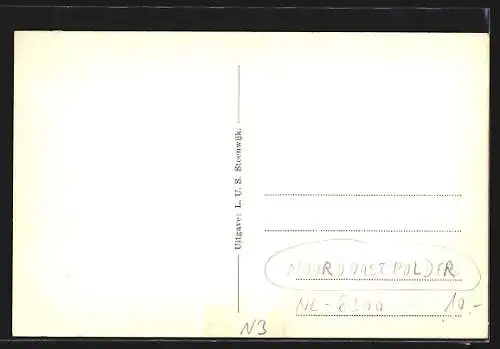 Uitgave: L. U. S. Steenwijk.
NOORDOOSTPOLDER
NL - 8300 10.-
N3